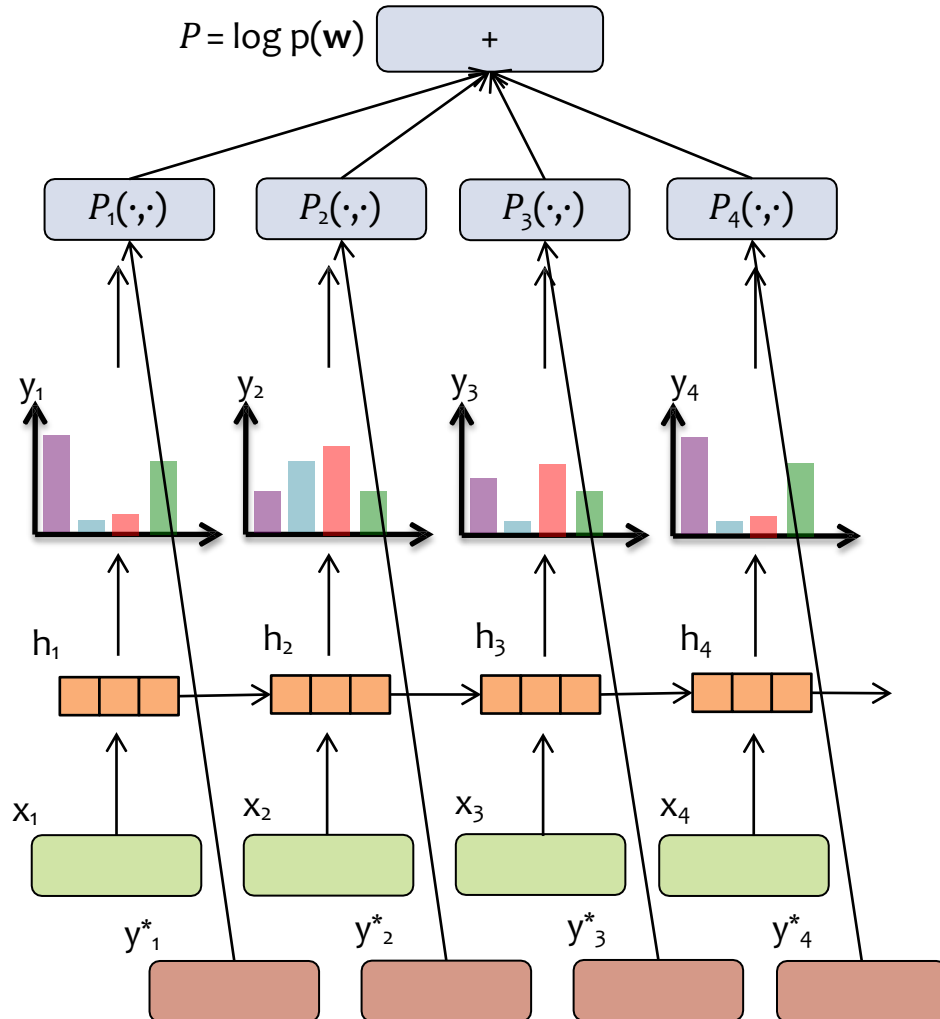 P = log p(w) +
P₁(·,·) P₂(·,·) P₃(·,·) P₄(·,·)
y₁ y₂ y₃ y₄
h₁ h₂ h₃ h₄
x₁ x₂ x₃ x₄
y*₁ y*₂ y*₃ y*₄